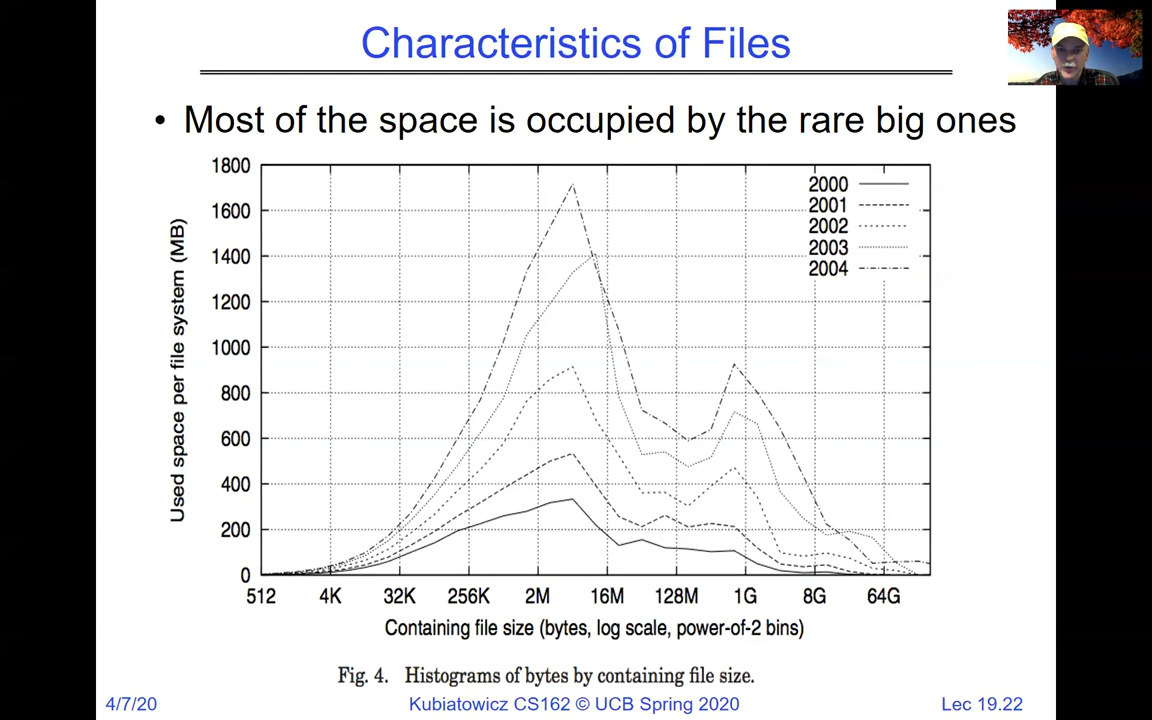 Characteristics of Files
• Most of the space is occupied by the rare big ones
1800
1600
1400
1200
1000
800
600
400
200
0
Used space per file system (MB)
2000
2001
2002
2003
2004
512 4K 32K 256K 2M 16M 128M 1G 8G 64G
Containing file size (bytes, log scale, power-of-2 bins)
Fig. 4. Histograms of bytes by containing file size.
4/7/20 Kubiatowicz CS162 © UCB Spring 2020 Lec 19.22